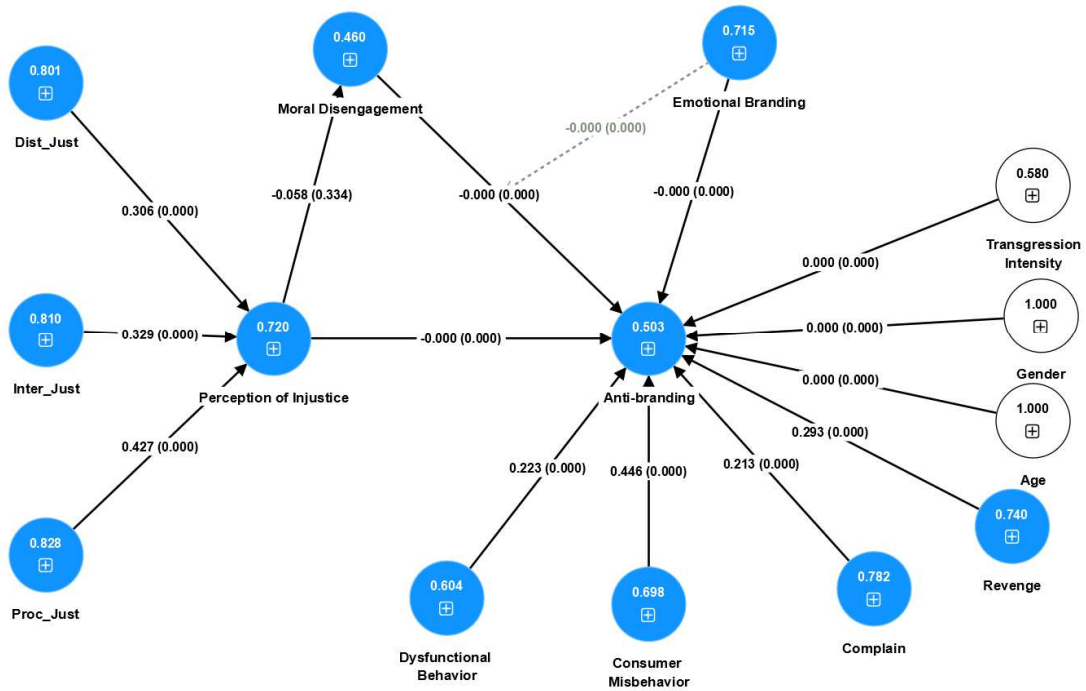 0.460
0.715
0.801
Moral Disengagement
Emotional Branding
-0.000 (0.000)
Dist_Just
0.580
-0.058 (0.334)
-0.000 (0.000)
-0.000 (0.000)
0.306 (0.000)
Transgression
Intensity
0.000 (0.000)
0.810
1.000
0.329 (0.000)
0.720
-0.000 (0.000)
0.503
0.000 (0.000)
Inter_Just
Gender
0.000 (0.000)
Perception of Injustice
Anti-branding
1.000
0.427 (0.000)
0.293 (0.000)
0.223 (0.000)
0.446 (0.000)
0.213 (0.000)
Age
0.740
0.828
0.604
0.698
0.782
Revenge
Proc_Just
Dysfunctional
Behavior
Consumer
Misbehavior
Complain